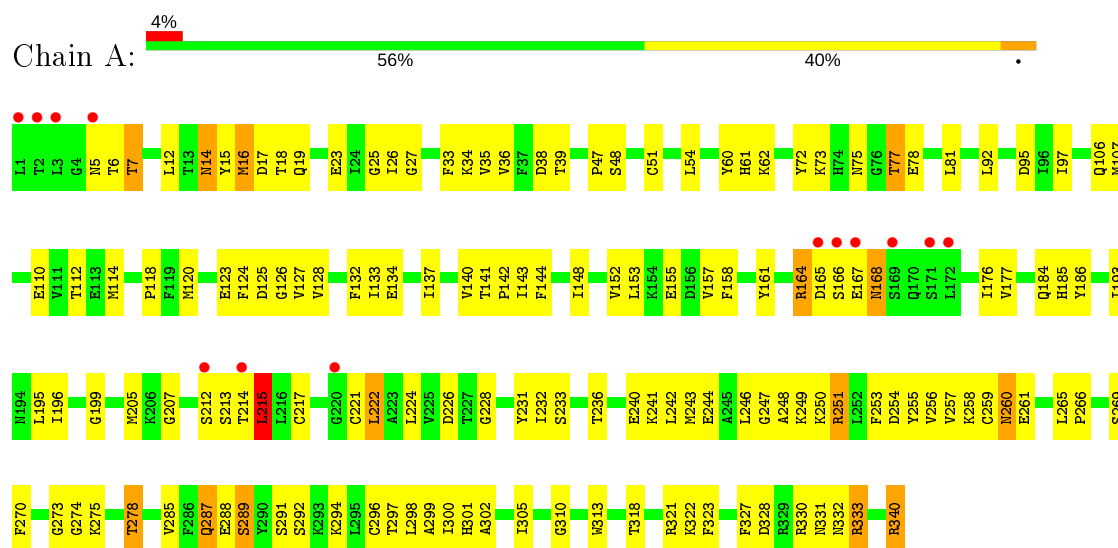 4%
Chain A:
56% 40% •
L1 T2 L3 G4 N5 T6 T7 L12 T13 N14 Y15 M16 D17 T18 Q19 E23 I24 G25 I26 G27 F33 K34 V35 V36 F37 D38 T39 P47 S48 C51 L54 Y60 H61 K62 Y72 K73 H74 N75 G76 T77 E78 L81 L92 D95 I96 I97 Q106 M107
E110 V111 T112 E113 M114 P118 F119 M120 E123 F124 D125 G126 V127 V128 F132 I133 E134 I137 V140 T141 P142 I143 F144 I148 V152 L153 K154 E155 D156 V157 F158 Y161 R164 D165 S166 E167 N168 S169 Q170 S171 L172 I176 V177 Q184 H185 Y186 I193
N194 L195 I196 G199 M205 K206 G207 S212 S213 T214 L215 L216 C217 G220 C221 L222 A223 L224 V225 D226 T227 G228 Y231 I232 S233 T236 E240 K241 L242 M243 E244 A245 L246 G247 A248 K249 K250 R251 L252 F253 D254 Y255 V256 V257 K258 C259 N260 E261 L265 P266 S269
F270 G273 G274 K275 T278 V285 F286 Q287 E288 S289 Y290 S291 S292 K293 K294 L295 C296 T297 L298 A299 I300 H301 A302 I305 G310 W313 T318 R321 K322 F323 F327 D328 R329 R330 N331 N332 R333 R340